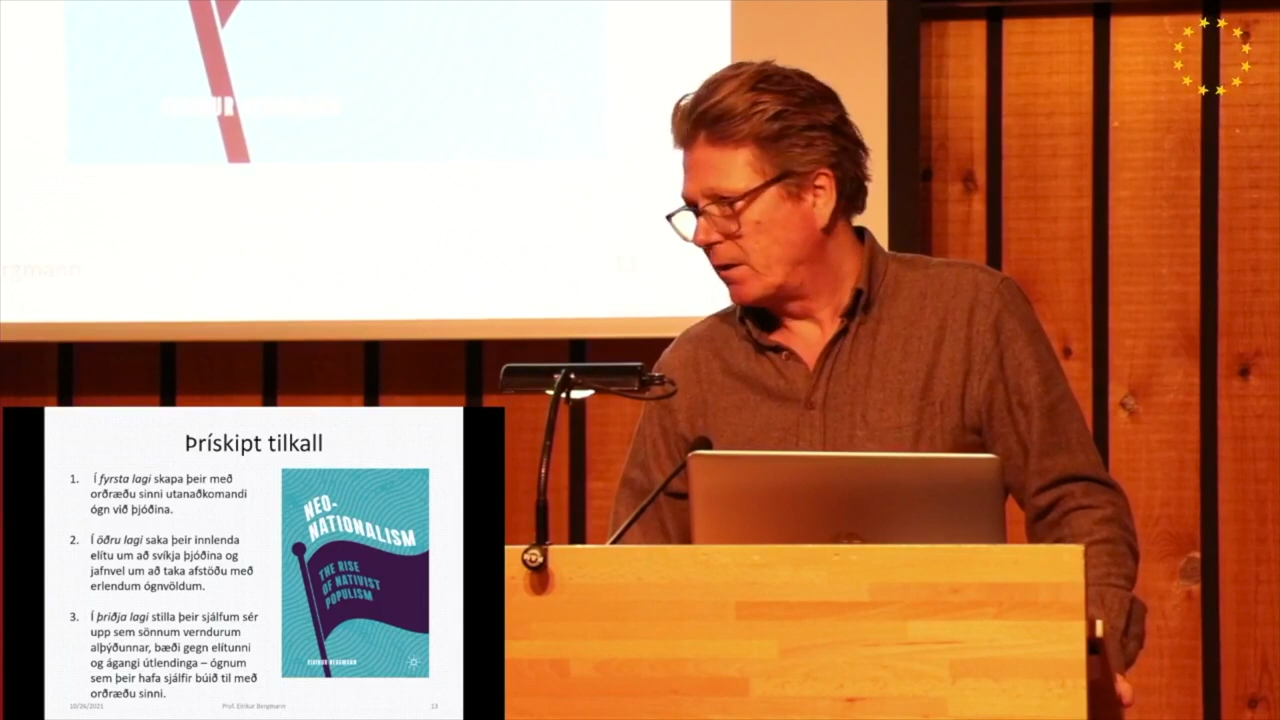 rgmann
Þrískipt tilkall
1. Í fyrsta lagi skapa þeir með
orðræðu sinni utanaðkomandi
ógn við þjóðina.
2. Í öðru lagi saka þeir innlenda
elítu um að svíkja þjóðina og
jafnvel um að taka afstöðu með
erlendum ógnvöldum.
3. Í þriðja lagi stilla þeir sjálfum sér
upp sem sönnum verndurum
alþýðunnar, bæði gegn elítunni
og ágangi útlendinga – ógnum
sem þeir hafa sjálfir búið til með
orðræðu sinni.
NEO-
NATIONALISM
THE RISE
OF NATIVIST
POPULISM
EIRIKUR BERGMANN
10/26/2021
Prof. Eirikur Bergmann
13